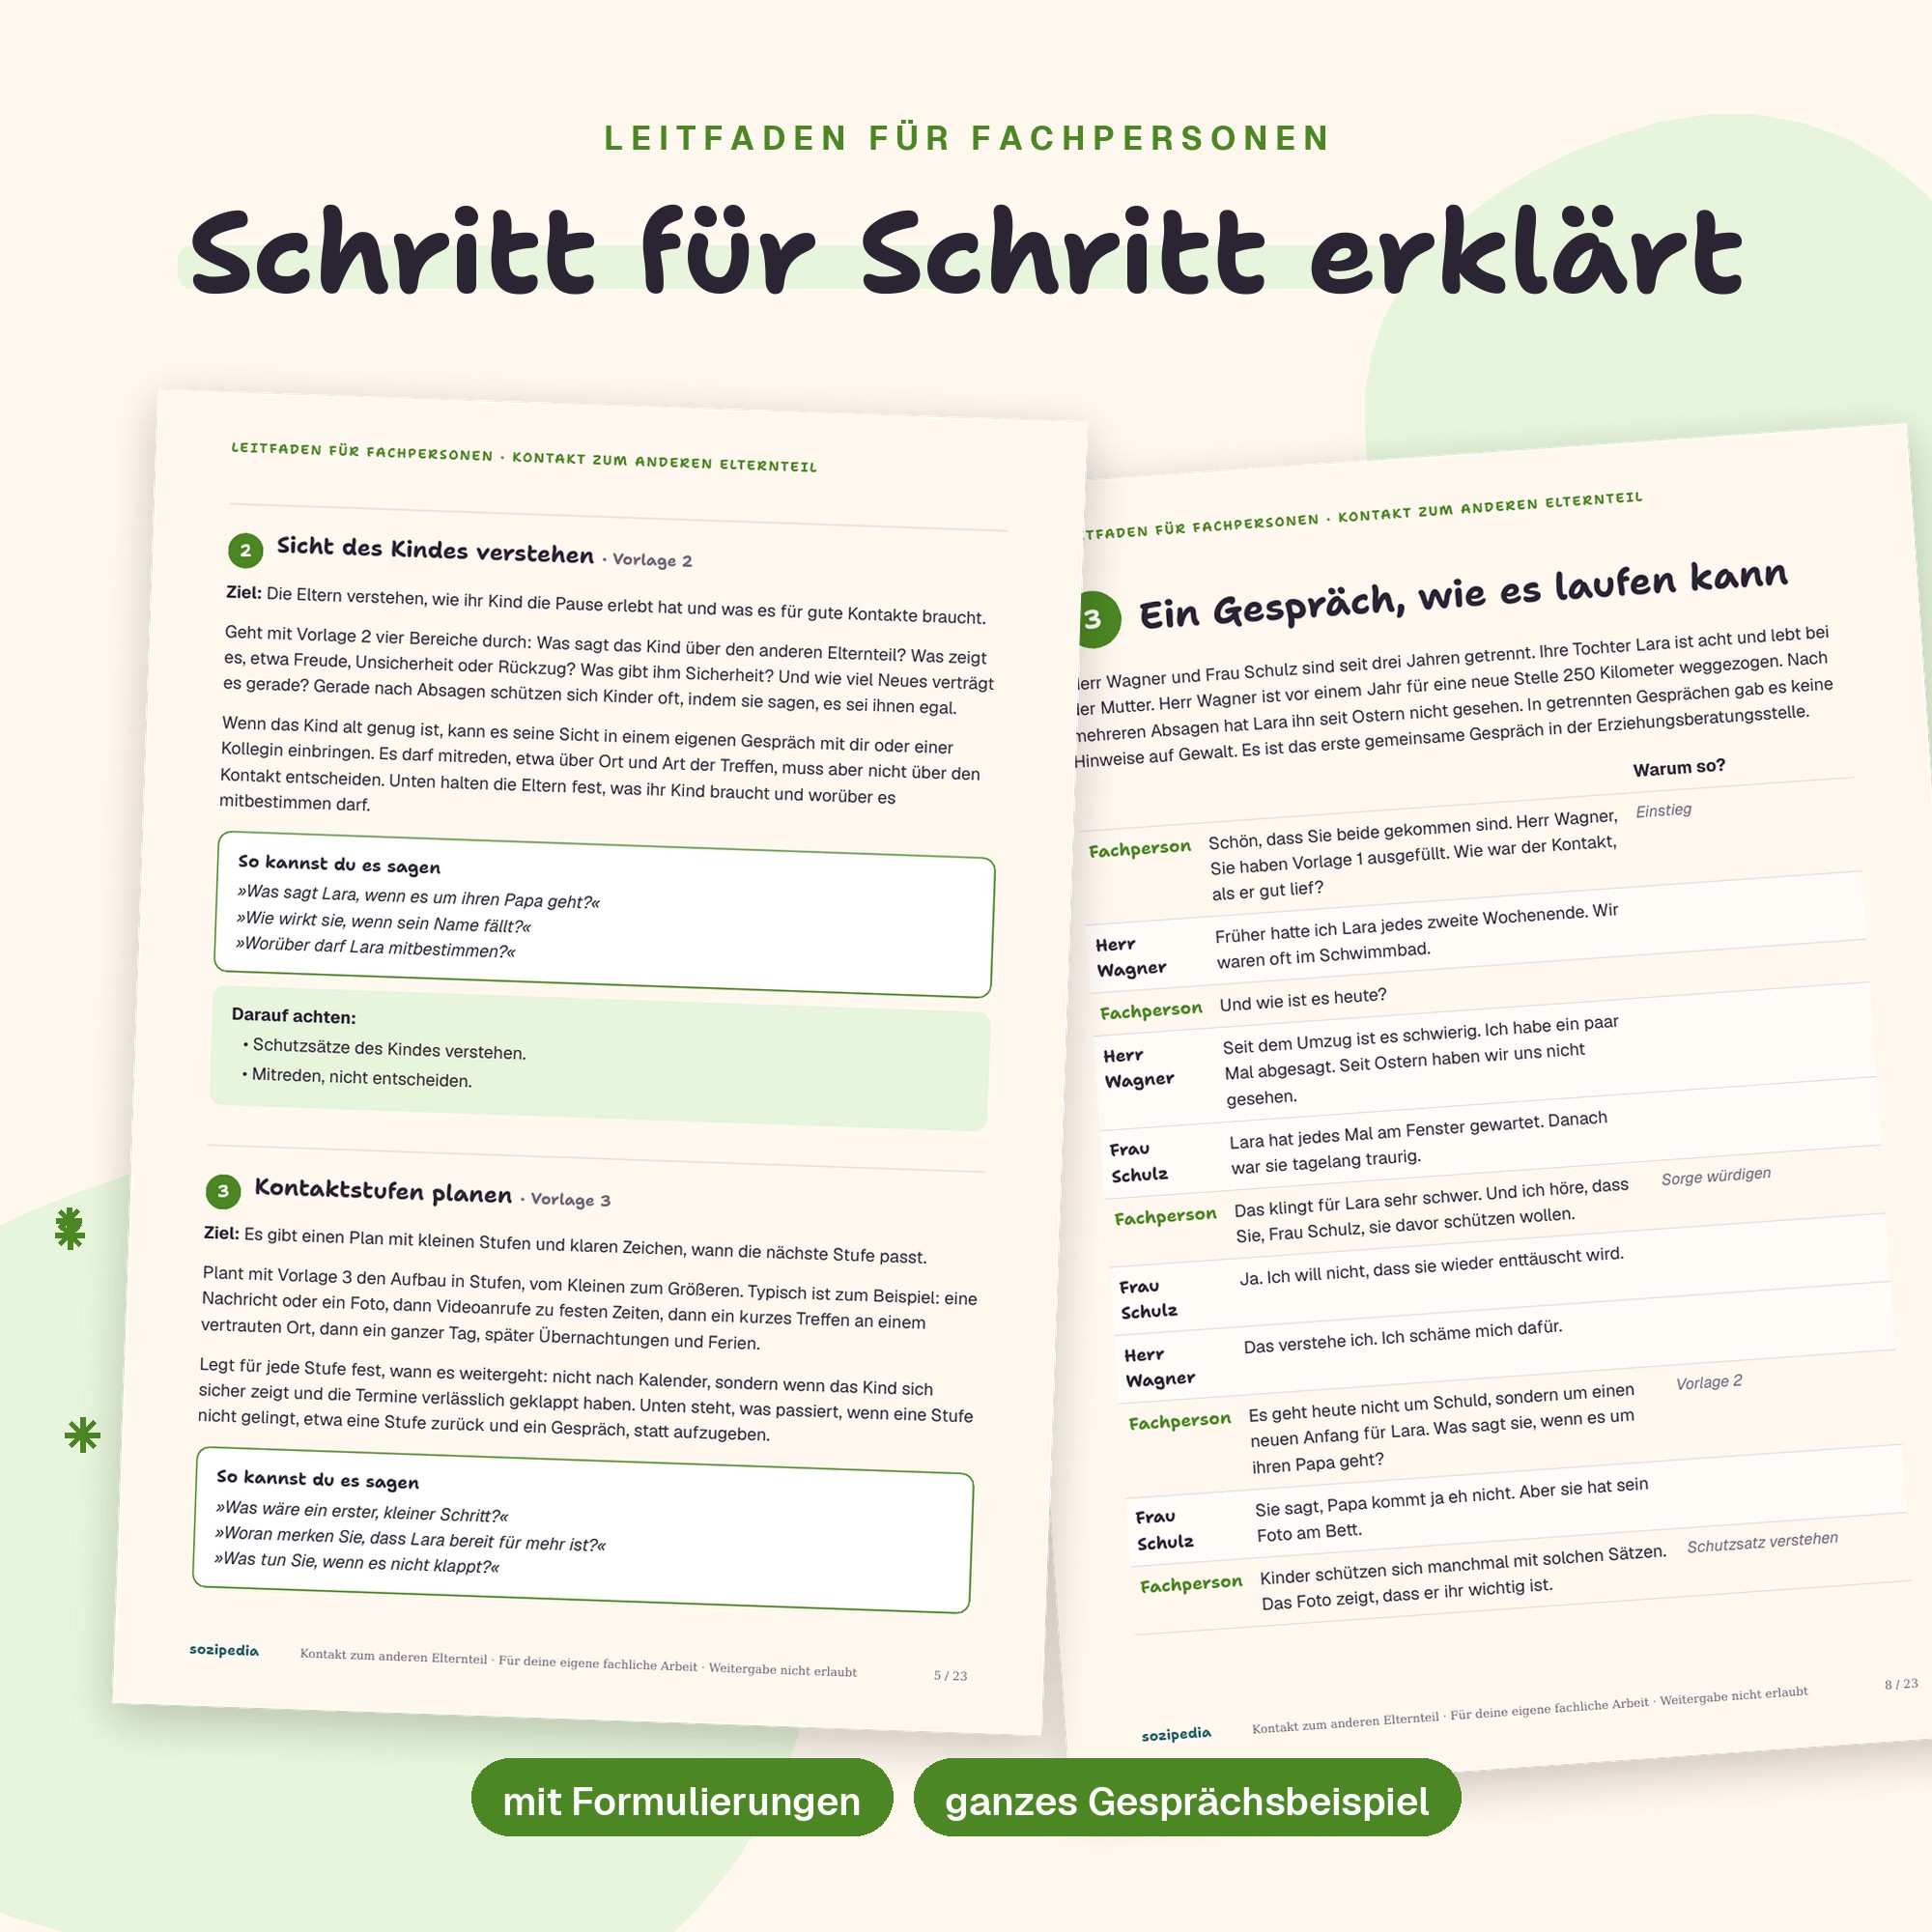 LEITFADEN FÜR FACHPERSONEN
Schritt für Schritt erklärt
LEITFADEN FÜR FACHPERSONEN · KONTAKT ZUM ANDEREN ELTERNTEIL
2 Sicht des Kindes verstehen · Vorlage 2
Ziel: Die Eltern verstehen, wie ihr Kind die Pause erlebt hat und was es für gute Kontakte braucht.
Geht mit Vorlage 2 vier Bereiche durch: Was sagt das Kind über den anderen Elternteil? Was zeigt
es, etwa Freude, Unsicherheit oder Rückzug? Was gibt ihm Sicherheit? Und wie viel Neues verträgt
es gerade? Gerade nach Absagen schützen sich Kinder oft, indem sie sagen, es sei ihnen egal.
Wenn das Kind alt genug ist, kann es seine Sicht in einem eigenen Gespräch mit dir oder einer
Kollegin einbringen. Es darf mitreden, etwa über Ort und Art der Treffen, muss aber nicht über den
Kontakt entscheiden. Unten halten die Eltern fest, was ihr Kind braucht und worüber es
mitbestimmen darf.
So kannst du es sagen
»Was sagt Lara, wenn es um ihren Papa geht?«
»Wie wirkt sie, wenn sein Name fällt?«
»Worüber darf Lara mitbestimmen?«
Darauf achten:
• Schutzsätze des Kindes verstehen.
• Mitreden, nicht entscheiden.
3 Kontaktstufen planen · Vorlage 3
Ziel: Es gibt einen Plan mit kleinen Stufen und klaren Zeichen, wann die nächste Stufe passt.
Plant mit Vorlage 3 den Aufbau in Stufen, vom Kleinen zum Größeren. Typisch ist zum Beispiel: eine
Nachricht oder ein Foto, dann Videoanrufe zu festen Zeiten, dann ein kurzes Treffen an einem
vertrauten Ort, dann ein ganzer Tag, später Übernachtungen und Ferien.
Legt für jede Stufe fest, wann es weitergeht: nicht nach Kalender, sondern wenn das Kind sich
sicher zeigt und die Termine verlässlich geklappt haben. Unten steht, was passiert, wenn eine Stufe
nicht gelingt, etwa eine Stufe zurück und ein Gespräch, statt aufzugeben.
So kannst du es sagen
»Was wäre ein erster, kleiner Schritt?«
»Woran merken Sie, dass Lara bereit für mehr ist?«
»Was tun Sie, wenn es nicht klappt?«
sozipedia Kontakt zum anderen Elternteil · Für deine eigene fachliche Arbeit · Weitergabe nicht erlaubt 5 / 23
TFADEN FÜR FACHPERSONEN · KONTAKT ZUM ANDEREN ELTERNTEIL
3 Ein Gespräch, wie es laufen kann
err Wagner und Frau Schulz sind seit drei Jahren getrennt. Ihre Tochter Lara ist acht und lebt bei
er Mutter. Herr Wagner ist vor einem Jahr für eine neue Stelle 250 Kilometer weggezogen. Nach
mehreren Absagen hat Lara ihn seit Ostern nicht gesehen. In getrennten Gesprächen gab es keine
Hinweise auf Gewalt. Es ist das erste gemeinsame Gespräch in der Erziehungsberatungsstelle.
Warum so?
Fachperson Schön, dass Sie beide gekommen sind. Herr Wagner, Einstieg
Sie haben Vorlage 1 ausgefüllt. Wie war der Kontakt,
als er gut lief?
Herr Früher hatte ich Lara jedes zweite Wochenende. Wir
Wagner waren oft im Schwimmbad.
Fachperson Und wie ist es heute?
Herr Seit dem Umzug ist es schwierig. Ich habe ein paar
Wagner Mal abgesagt. Seit Ostern haben wir uns nicht
gesehen.
Frau Lara hat jedes Mal am Fenster gewartet. Danach
Schulz war sie tagelang traurig.
Fachperson Das klingt für Lara sehr schwer. Und ich höre, dass Sorge würdigen
Sie, Frau Schulz, sie davor schützen wollen.
Frau Ja. Ich will nicht, dass sie wieder enttäuscht wird.
Schulz
Herr Das verstehe ich. Ich schäme mich dafür.
Wagner
Fachperson Es geht heute nicht um Schuld, sondern um einen Vorlage 2
neuen Anfang für Lara. Was sagt sie, wenn es um
ihren Papa geht?
Frau Sie sagt, Papa kommt ja eh nicht. Aber sie hat sein
Schulz Foto am Bett.
Fachperson Kinder schützen sich manchmal mit solchen Sätzen. Schutzsatz verstehen
Das Foto zeigt, dass er ihr wichtig ist.
sozipedia Kontakt zum anderen Elternteil · Für deine eigene fachliche Arbeit · Weitergabe nicht erlaubt 8 / 23
mit Formulierungen
ganzes Gesprächsbeispiel